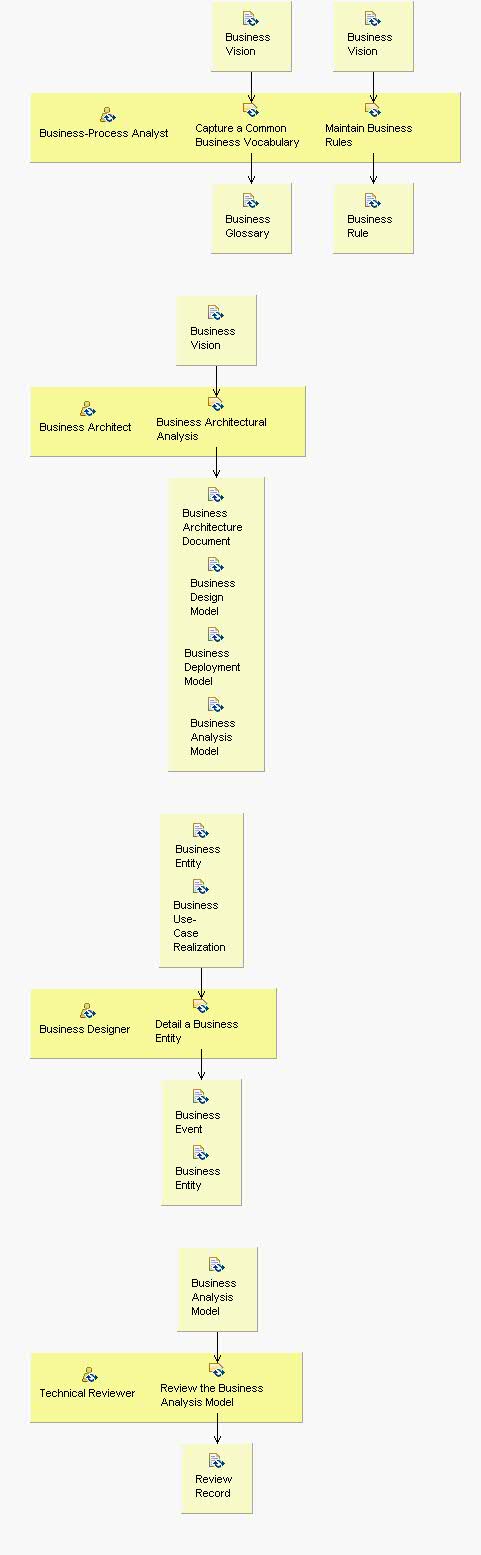 Business
Vision
Business
Vision
Business-Process Analyst
Capture a Common
Business Vocabulary
Maintain Business
Rules
Business
Glossary
Business
Rule
Business
Vision
Business Architect
Business Architectural
Analysis
Business
Architecture
Document
Business
Design
Model
Business
Deployment
Model
Business
Analysis
Model
Business
Entity
Business
Use-
Case
Realization
Business Designer
Detail a Business
Entity
Business
Event
Business
Entity
Business
Analysis
Model
Technical Reviewer
Review the Business
Analysis Model
Review
Record